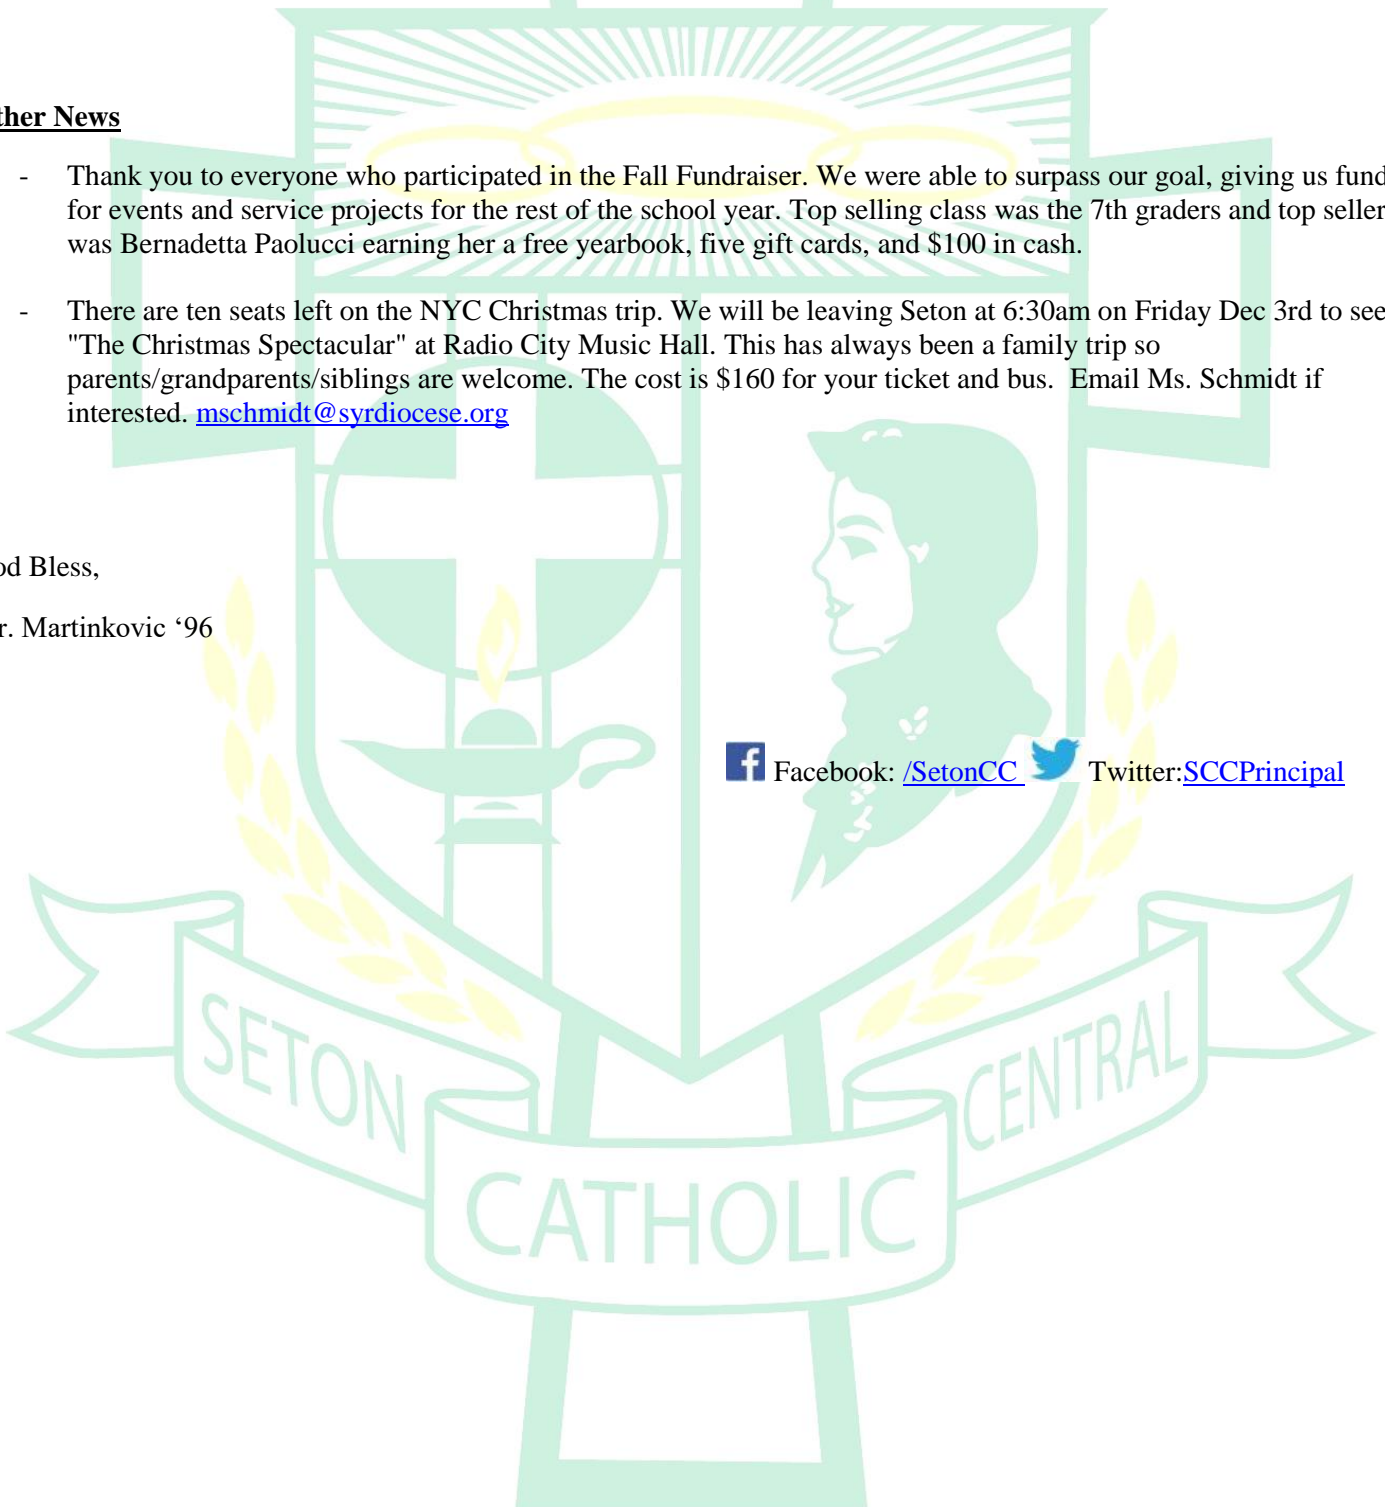 ther News
- Thank you to everyone who participated in the Fall Fundraiser. We were able to surpass our goal, giving us fund
for events and service projects for the rest of the school year. Top selling class was the 7th graders and top seller
was Bernadetta Paolucci earning her a free yearbook, five gift cards, and $100 in cash.
- There are ten seats left on the NYC Christmas trip. We will be leaving Seton at 6:30am on Friday Dec 3rd to see
"The Christmas Spectacular" at Radio City Music Hall. This has always been a family trip so
parents/grandparents/siblings are welcome. The cost is $160 for your ticket and bus.  Email Ms. Schmidt if
interested. mschmidt@syrdiocese.org
od Bless,
r. Martinkovic ‘96
f Facebook: /SetonCC Twitter:SCCPrincipal
SETON
CATHOLIC
CENTRAL